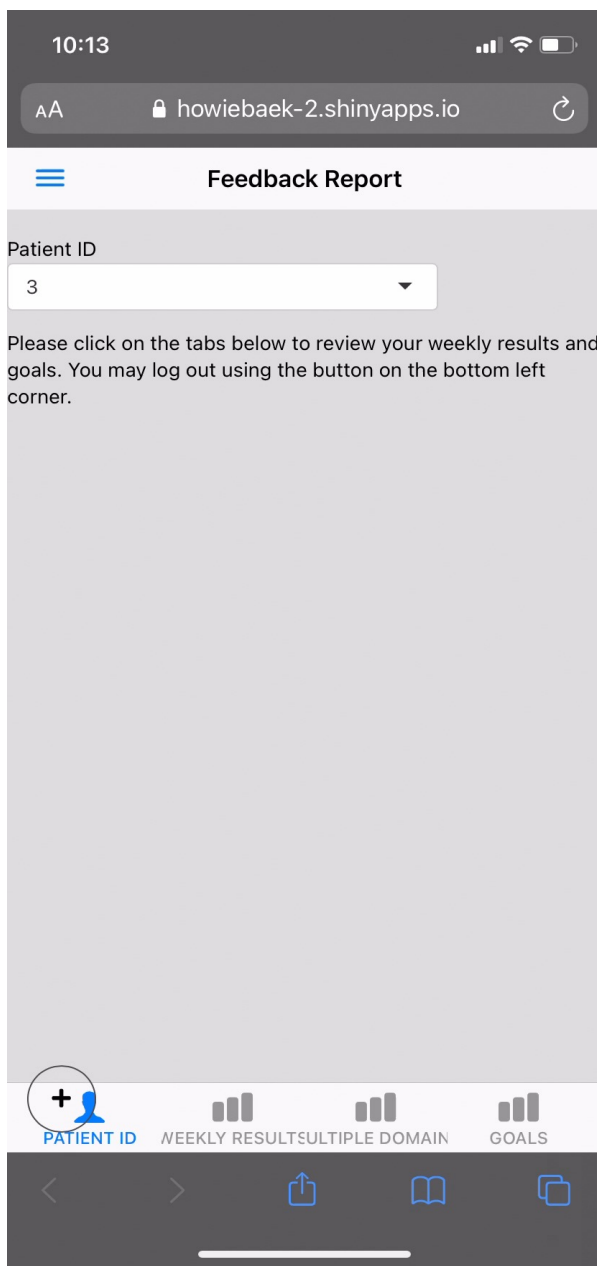 10:13
AA howiebaek-2.shinyapps.io
Feedback Report
Patient ID
3
Please click on the tabs below to review your weekly results and
goals. You may log out using the button on the bottom left
corner.
+
PATIENT ID WEEKLY RESULTS ULTIPLE DOMAIN GOALS